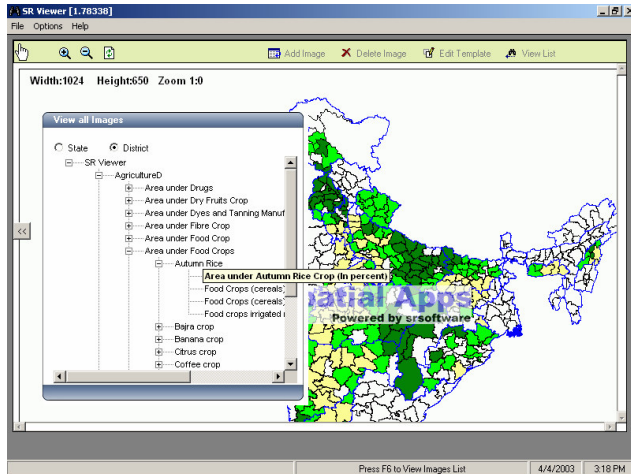 SR Viewer [1.78338]
File Options Help
Add Image Delete Image Edit Template View List
Width:1024 Height:650 Zoom 1:0
View all Images
State District
SR Viewer
AgricultureD
Area under Drugs
Area under Dry Fruits Crop
Area under Dyes and Tanning Manuf
Area under Fibre Crop
Area under Food Crop
Area under Food Crops
Autumn Rice
Area under Autumn Rice Crop (In percent)
Food Crops (cereals)
Food Crops (cereals)
Food crops irrigated
Bajra crop
Banana crop
Citrus crop
Coffee crop
<<
atial Apps
Powered by srsoftware
Press F6 to View Images List 4/4/2003 3:18 PM